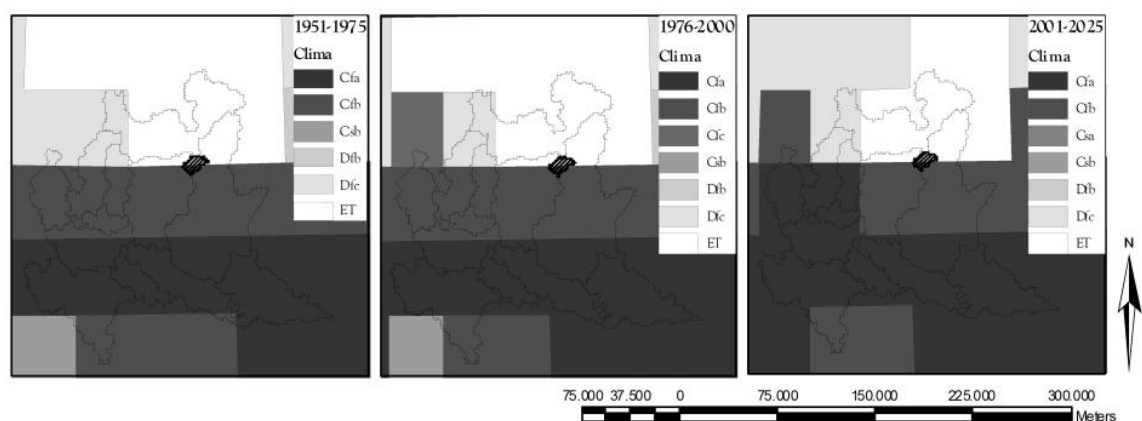 1951-1975
Clima
Cfa
Cfb
Csb
Dfb
Dfc
ET
1976-2000
Clima
Cfa
Cfb
Cfc
Csb
Dfb
Dfc
ET
2001-2025
Clima
Cfa
Cfb
Csa
Csb
Dfb
Dfc
ET
N
75.000 37.500 0 75.000 150.000 225.000 300.000
Meters